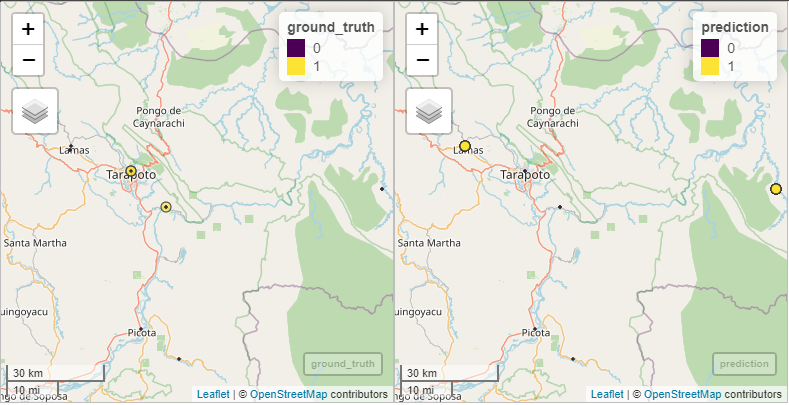 +
−
ground_truth
0
1
Pongo de
Caynarachi
Lamas
Tarapoto
Santa Martha
uingoyacu
Picota
30 km
10 mi
ngo de Soposa
ground_truth
Leaflet | © OpenStreetMap contributors
+
−
prediction
0
1
Pongo de
Caynarachi
Lamas
Tarapoto
Santa Martha
uingoyacu
Picota
30 km
10 mi
ngo de Soposa
prediction
Leaflet | © OpenStreetMap contributors